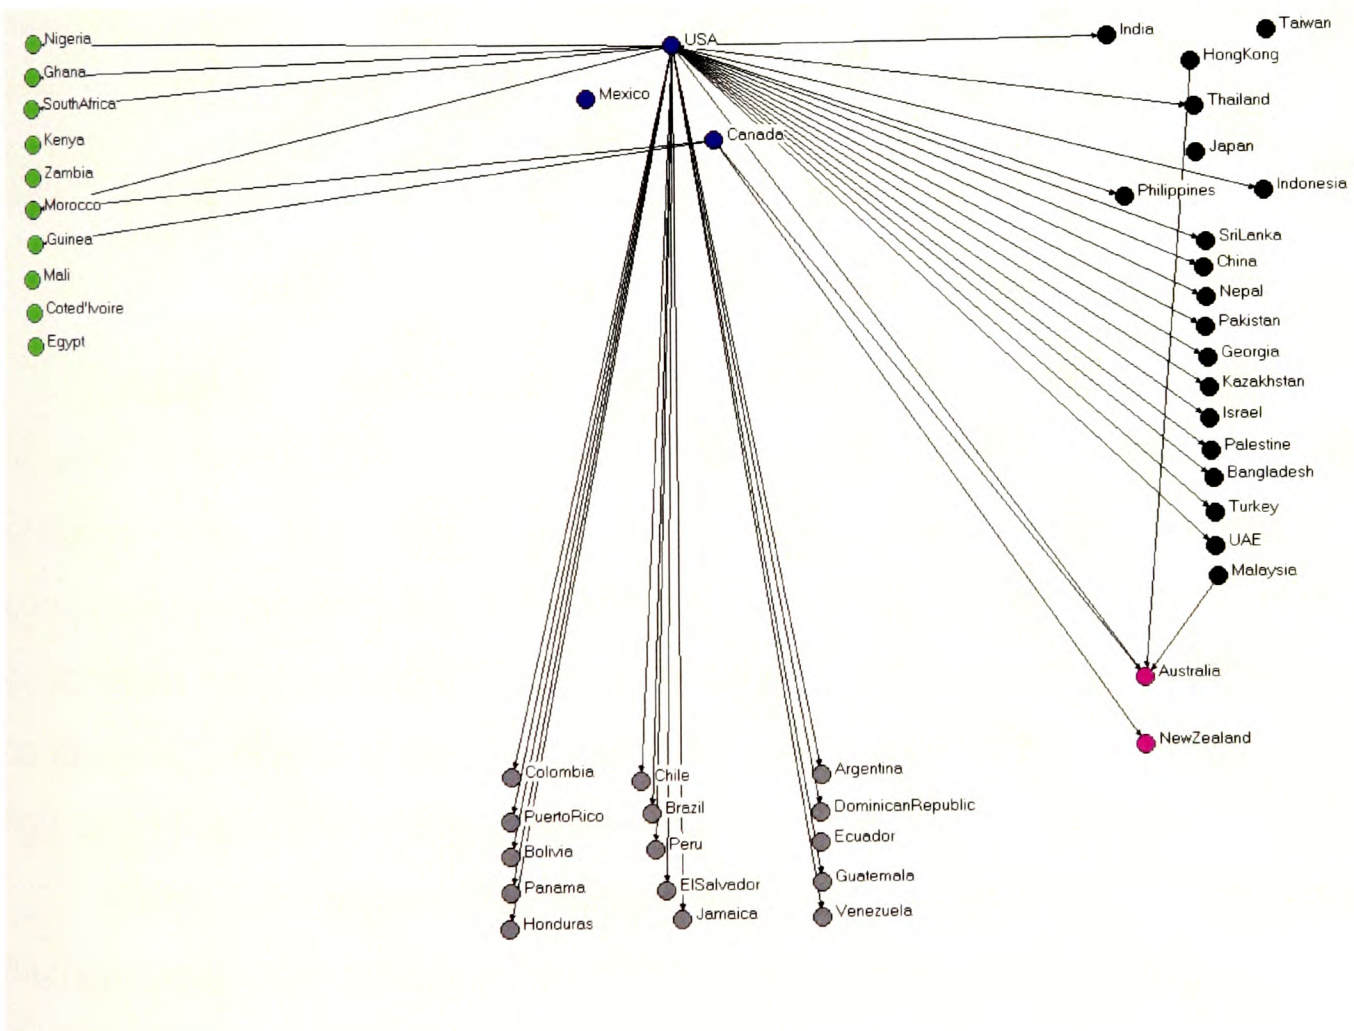 Nigeria
Ghana
SouthAfrica
Kenya
Zambia
Morocco
Guinea
Mali
Coted'Ivoire
Egypt
USA
Mexico
Canada
India
Taiwan
HongKong
Thailand
Japan
Philippines
Indonesia
SriLanka
China
Nepal
Pakistan
Georgia
Kazakhstan
Israel
Palestine
Bangladesh
Turkey
UAE
Malaysia
Australia
NewZealand
Colombia
PuertoRico
Bolivia
Panama
Honduras
Chile
Brazil
Peru
ElSalvador
Jamaica
Argentina
DominicanRepublic
Ecuador
Guatemala
Venezuela